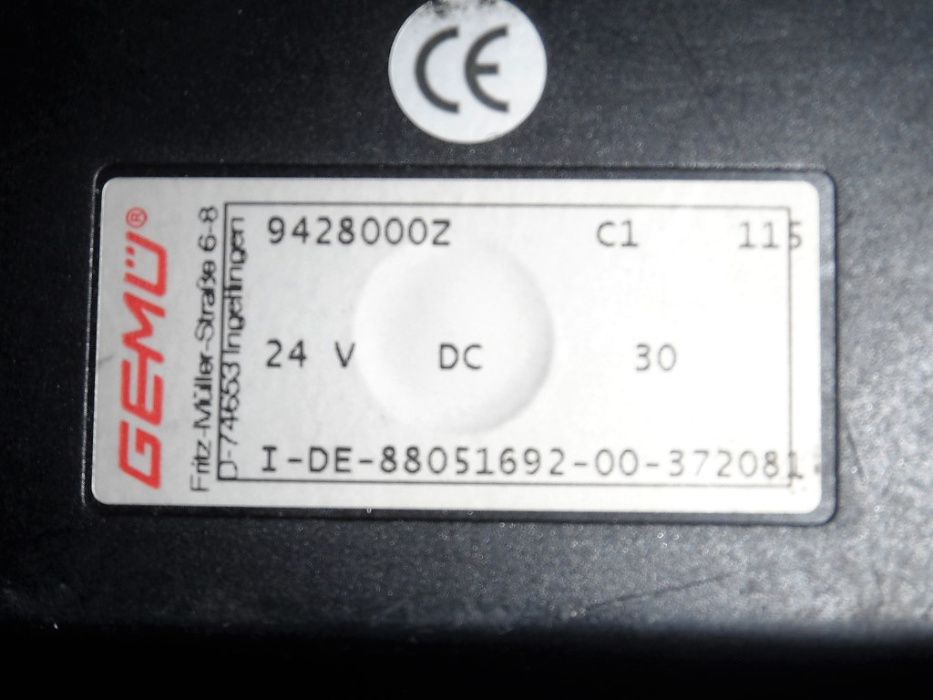 CE
GEMÜ®
Fritz-Müller-Straße 6-8
D-74653 Ingelfingen
9428000Z C1 115
24 V DC 30
I-DE-88051692-00-372081